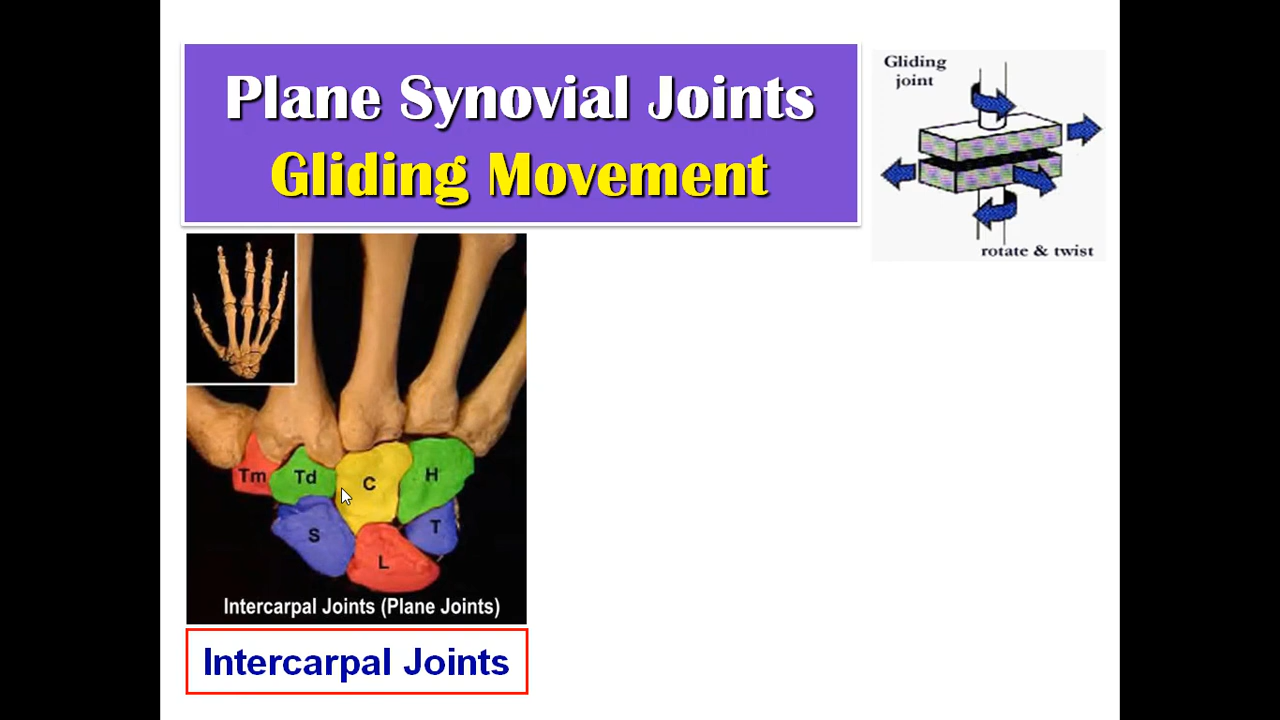 Plane Synovial Joints
Gliding Movement
Gliding
joint
rotate & twist
Tm
Td
C
H
S
T
L
Intercarpal Joints (Plane Joints)
Intercarpal Joints